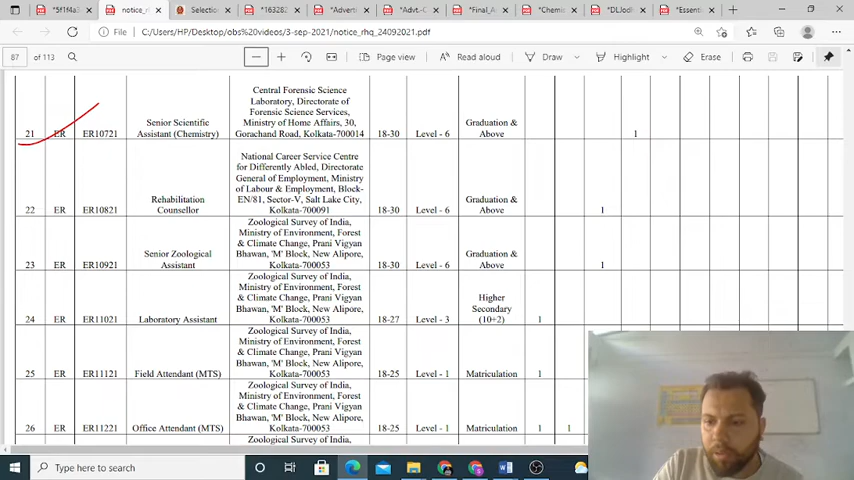 *5f1f4a3
notice_r
Selection
*163282
*Adverti
*Advt.-C
*Final_A
*Chemi
*DLJodh
*Essenti
File
C:/Users/HP/Desktop/obs%20videos/3-sep-2021/notice_rhq_24092021.pdf
87 of 113
Page view
Read aloud
Draw
Highlight
Erase
21 ER ER10721
Senior Scientific
Assistant (Chemistry)
Central Forensic Science
Laboratory, Directorate of
Forensic Science Services,
Ministry of Home Affairs, 30,
Gorachand Road, Kolkata-700014
18-30 Level - 6
Graduation &
Above
1
22 ER ER10821
Rehabilitation
Counsellor
National Career Service Centre
for Differently Abled, Directorate
General of Employment, Ministry
of Labour & Employment, Block-
EN/81, Sector-V, Salt Lake City,
Kolkata-700091
18-30 Level - 6
Graduation &
Above
1
23 ER ER10921
Senior Zoological
Assistant
Zoological Survey of India,
Ministry of Environment, Forest
& Climate Change, Prani Vigyan
Bhawan, 'M' Block, New Alipore,
Kolkata-700053
18-30 Level - 6
Graduation &
Above
1
24 ER ER11021
Laboratory Assistant
Zoological Survey of India,
Ministry of Environment, Forest
& Climate Change, Prani Vigyan
Bhawan, 'M' Block, New Alipore,
Kolkata-700053
18-27 Level - 3
Higher
Secondary
(10+2)
1
25 ER ER11121
Field Attendant (MTS)
Zoological Survey of India,
Ministry of Environment, Forest
& Climate Change, Prani Vigyan
Bhawan, 'M' Block, New Alipore,
Kolkata-700053
18-25 Level - 1
Matriculation
1
26 ER ER11221
Office Attendant (MTS)
Zoological Survey of India,
Ministry of Environment, Forest
& Climate Change, Prani Vigyan
Bhawan, 'M' Block, New Alipore,
Kolkata-700053
18-25 Level - 1
Matriculation
1 1
Zoological Survey of India,
Type here to search